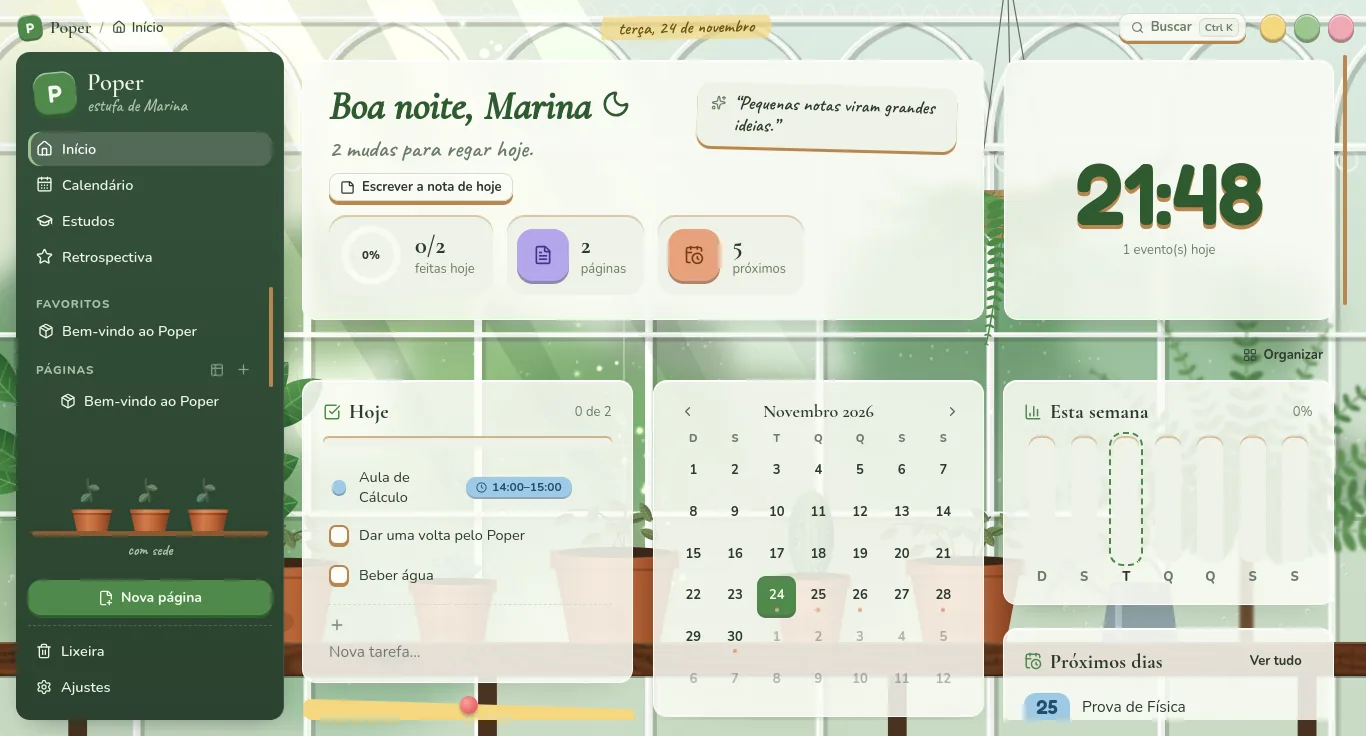 P Poper / Início
terça, 24 de novembro
Buscar Ctrl K
P Poper
estufa de Marina
Início
Calendário
Estudos
Retrospectiva
FAVORITOS
Bem-vindo ao Poper
PÁGINAS
Bem-vindo ao Poper
com sede
Nova página
Lixeira
Ajustes
Boa noite, Marina
2 mudas para regar hoje.
“Pequenas notas viram grandes
ideias.”
Escrever a nota de hoje
0% 0/2
feitas hoje
2
páginas
5
próximos
21:48
1 evento(s) hoje
Organizar
Hoje 0 de 2
Aula de
Cálculo
14:00–15:00
Dar uma volta pelo Poper
Beber água
Nova tarefa...
Novembro 2026
D S T Q Q S S
1 2 3 4 5 6 7
8 9 10 11 12 13 14
15 16 17 18 19 20 21
22 23 24 25 26 27 28
29 30 1 2 3 4 5
6 7 8 9 10 11 12
Esta semana 0%
D S T Q Q S S
Próximos dias Ver tudo
25 Prova de Física